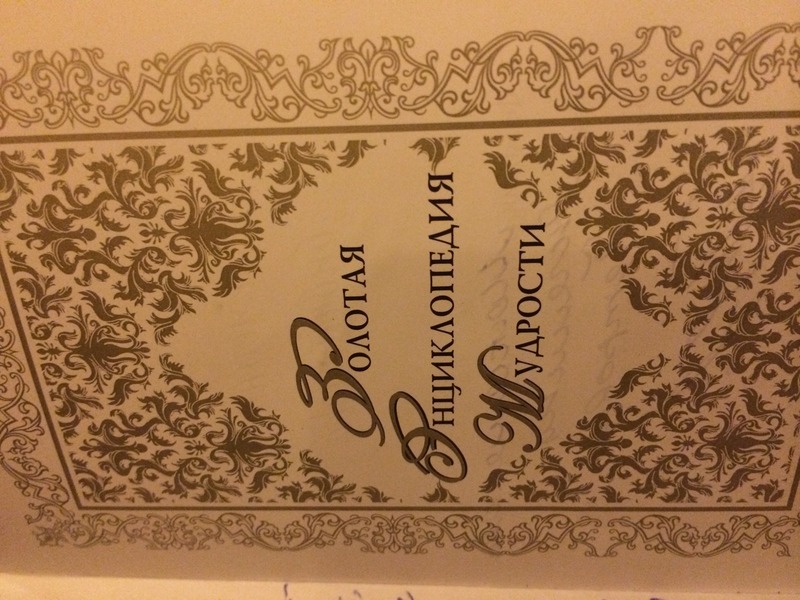 Золотая
Энциклопедия
Мудрости